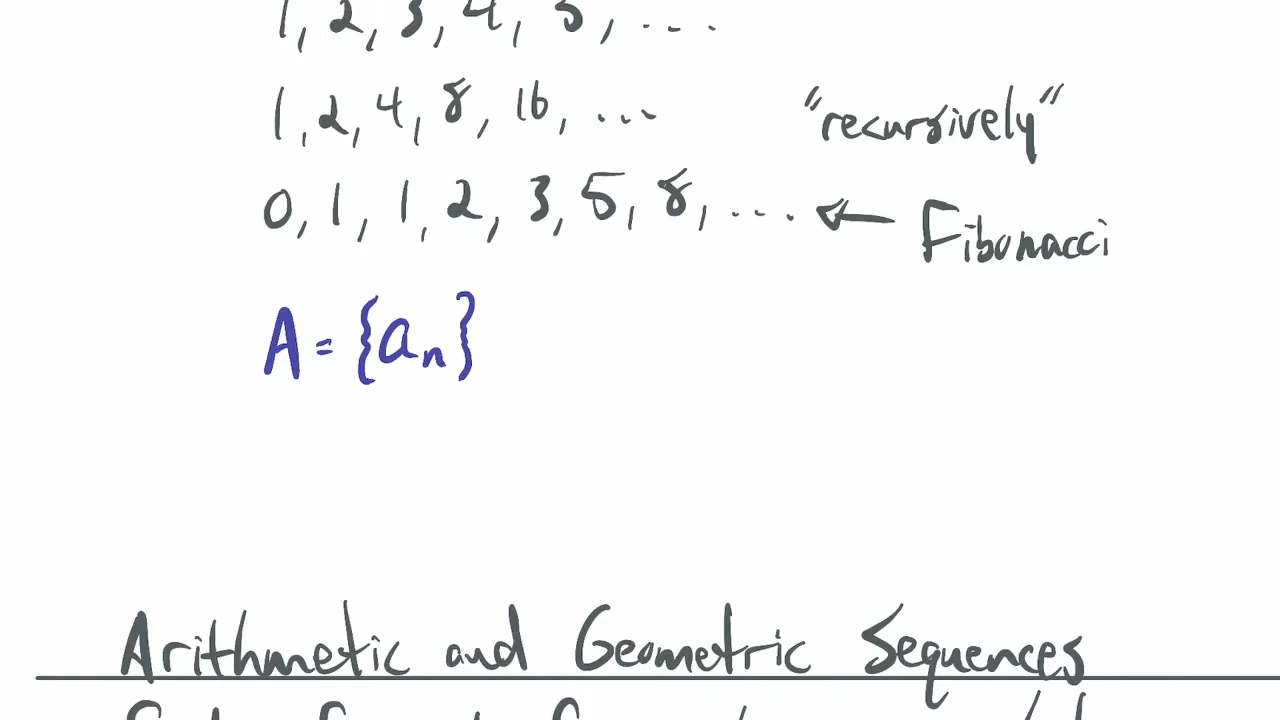 1, 2, 3, 4, 5, ...
1, 2, 4, 8, 16, ... "recursively"
0, 1, 1, 2, 3, 5, 8, ... ← Fibonacci
A = {aₙ}
Arithmetic and Geometric Sequences